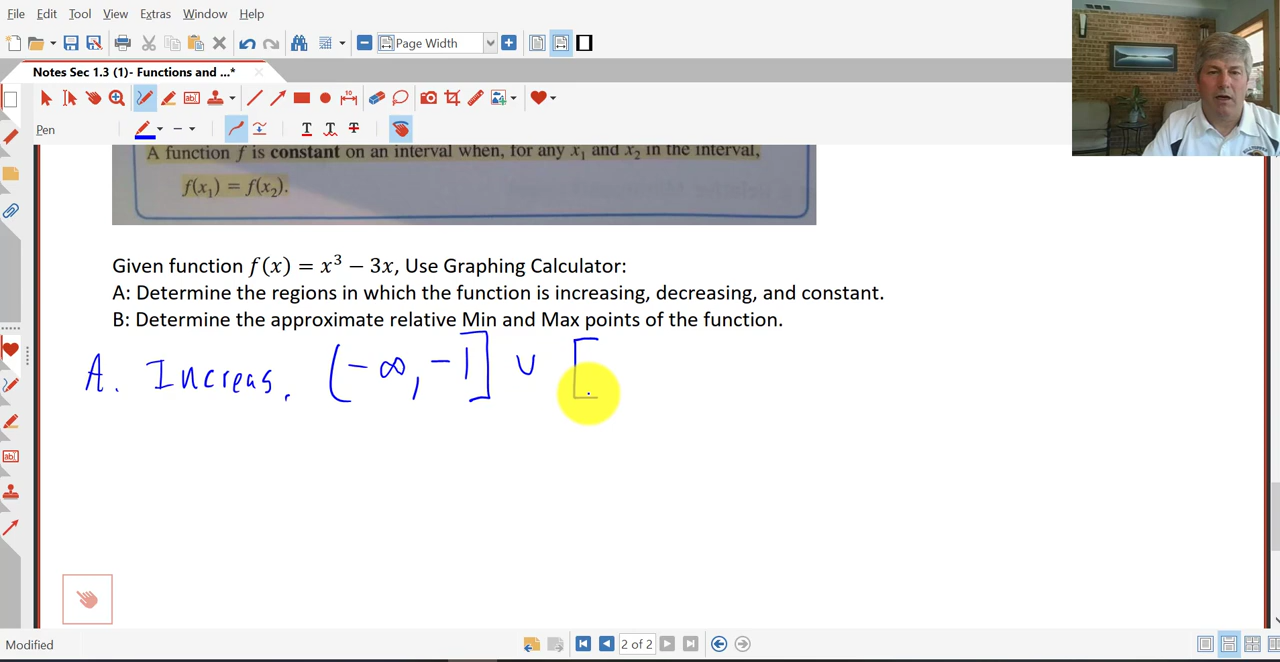 File Edit View Tool Extras Window Help
Page Width
Notes Sec 1.3 (1)- Functions and ...*
ab|
Pen
T T T
A function f is constant on an interval when, for any x₁ and x₂ in the interval,
f(x₁) = f(x₂).
Given function f(x) = x³ − 3x, Use Graphing Calculator:
A: Determine the regions in which the function is increasing, decreasing, and constant.
B: Determine the approximate relative Min and Max points of the function.
A. Increas. (-∞, -1] ∪ [
ab|
Modified
2 of 2